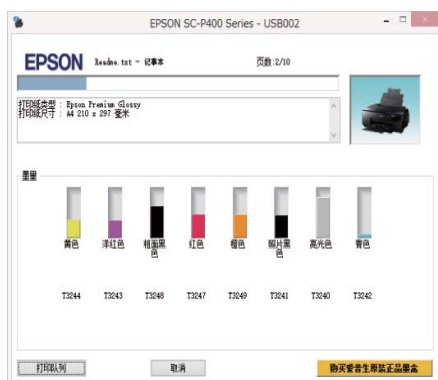 EPSON SC-P400 Series - USB002
EPSON
Readme.txt - 记事本
页数:2/10
打印纸类型 : Epson Premium Glossy
打印纸尺寸 : A4 210 x 297 毫米
墨量
黄色
洋红色
粗面黑色
红色
橙色
照片黑色
亮光色
青色
T3244
T3243
T3248
T3247
T3249
T3241
T3240
T3242
打印队列
取消
购买爱普生原装正品墨盒